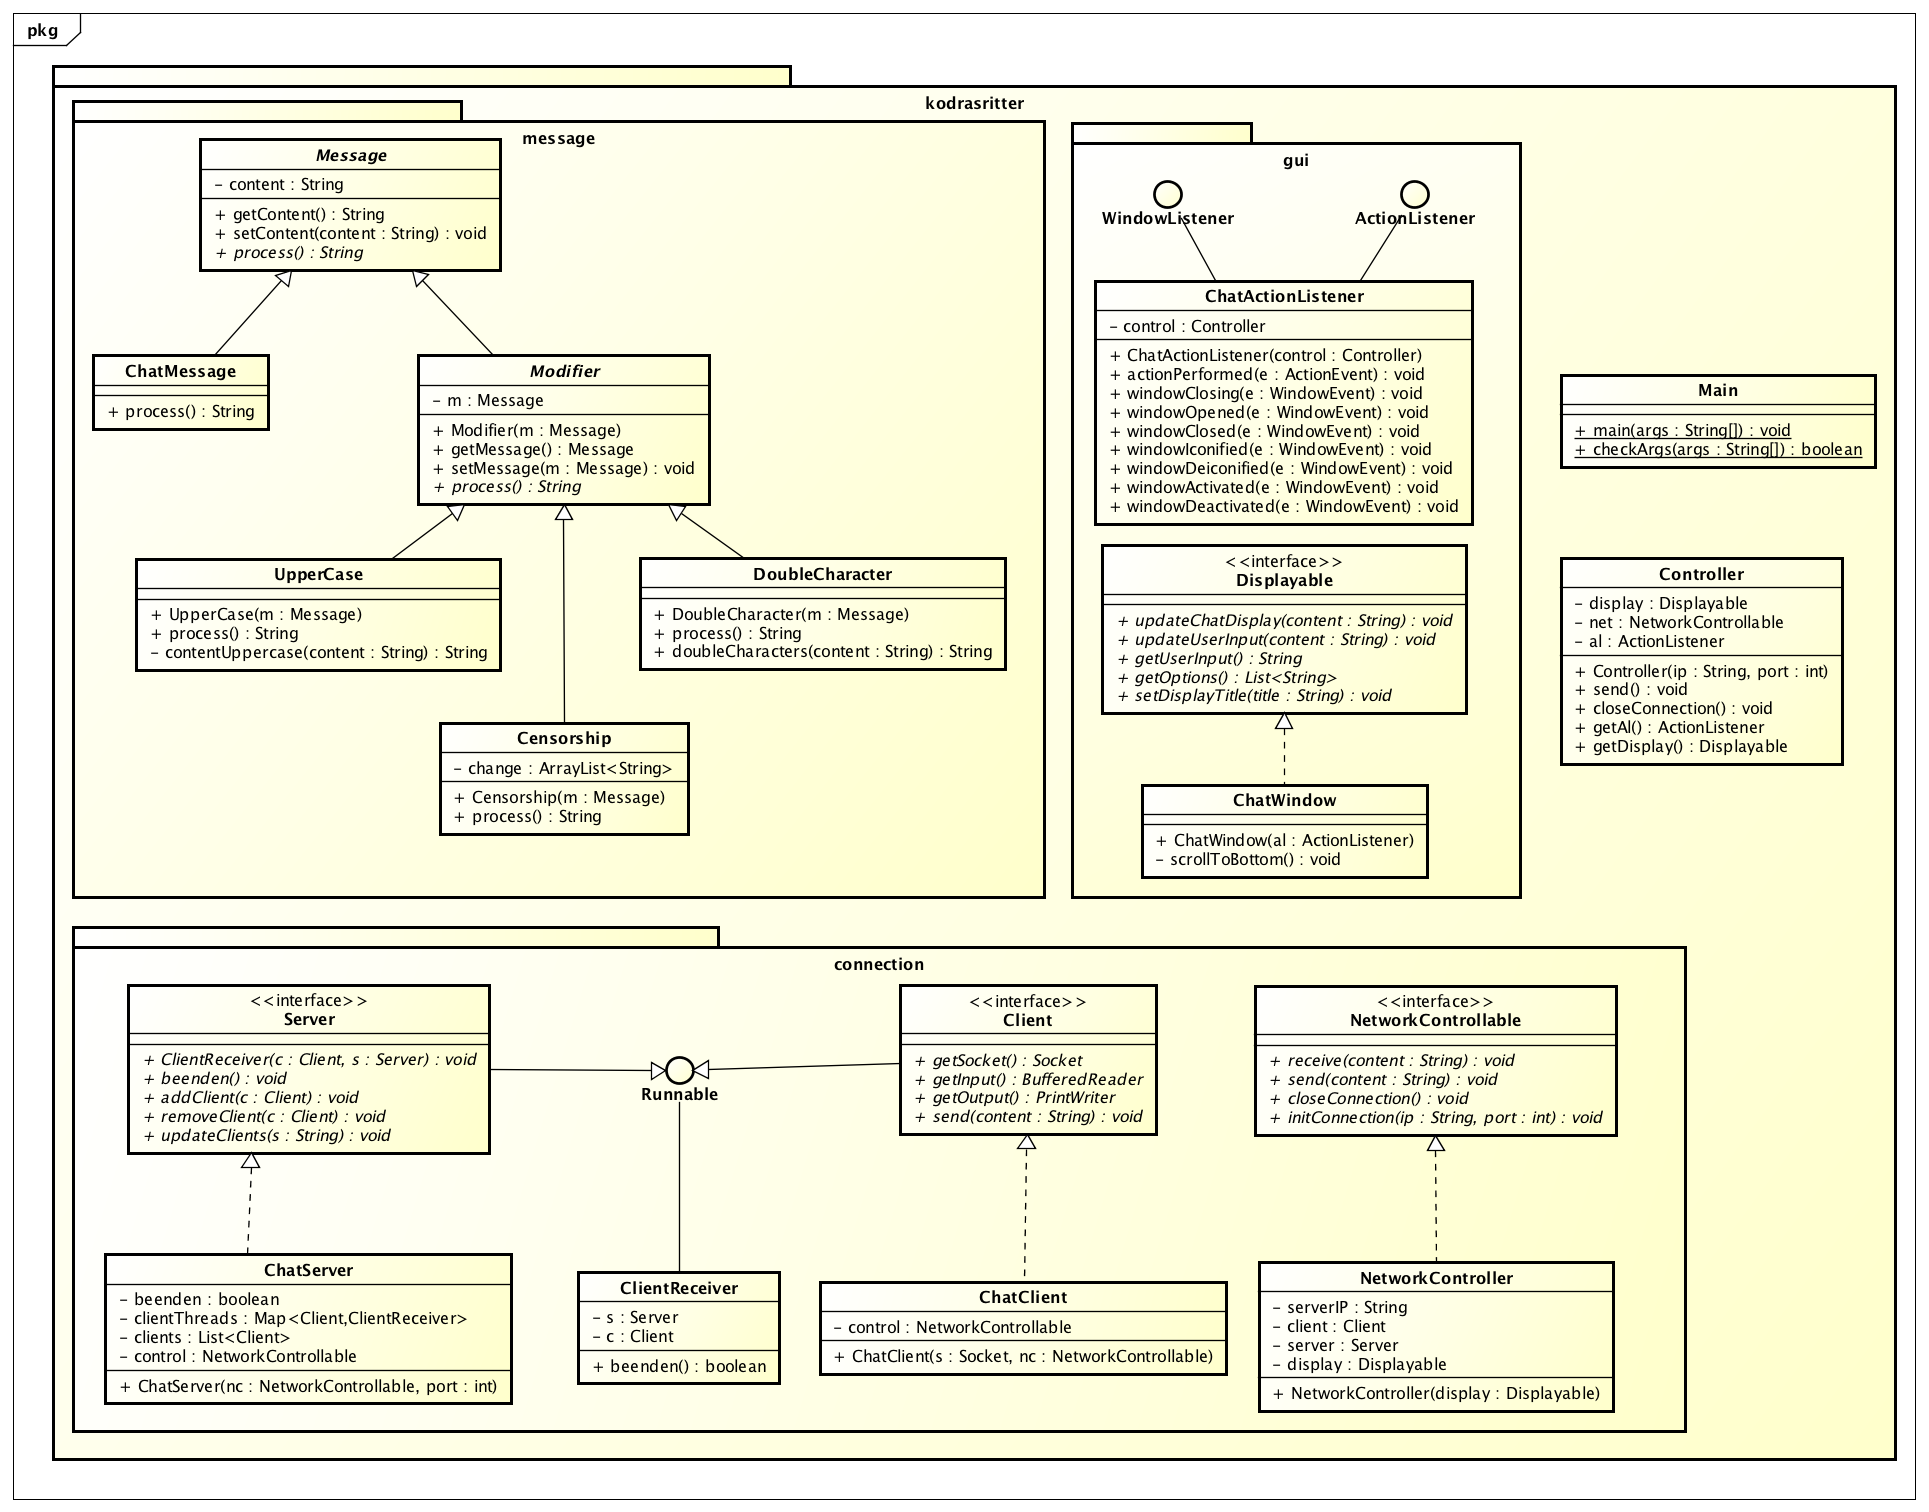 pkg
kodrasritter
message
Message
– content : String
+ getContent() : String
+ setContent(content : String) : void
+ process() : String
ChatMessage
+ process() : String
Modifier
– m : Message
+ Modifier(m : Message)
+ getMessage() : Message
+ setMessage(m : Message) : void
+ process() : String
UpperCase
+ UpperCase(m : Message)
+ process() : String
– contentUppercase(content : String) : String
DoubleCharacter
+ DoubleCharacter(m : Message)
+ process() : String
+ doubleCharacters(content : String) : String
Censorship
– change : ArrayList<String>
+ Censorship(m : Message)
+ process() : String
gui
WindowListener
ActionListener
ChatActionListener
– control : Controller
+ ChatActionListener(control : Controller)
+ actionPerformed(e : ActionEvent) : void
+ windowClosing(e : WindowEvent) : void
+ windowOpened(e : WindowEvent) : void
+ windowClosed(e : WindowEvent) : void
+ windowIconified(e : WindowEvent) : void
+ windowDeiconified(e : WindowEvent) : void
+ windowActivated(e : WindowEvent) : void
+ windowDeactivated(e : WindowEvent) : void
<<interface>>
Displayable
+ updateChatDisplay(content : String) : void
+ updateUserInput(content : String) : void
+ getUserInput() : String
+ getOptions() : List<String>
+ setDisplayTitle(title : String) : void
ChatWindow
+ ChatWindow(al : ActionListener)
– scrollToBottom() : void
Main
+ main(args : String[]) : void
+ checkArgs(args : String[]) : boolean
Controller
– display : Displayable
– net : NetworkControllable
– al : ActionListener
+ Controller(ip : String, port : int)
+ send() : void
+ closeConnection() : void
+ getAl() : ActionListener
+ getDisplay() : Displayable
connection
<<interface>>
Server
+ ClientReceiver(c : Client, s : Server) : void
+ beenden() : void
+ addClient(c : Client) : void
+ removeClient(c : Client) : void
+ updateClients(s : String) : void
Runnable
<<interface>>
Client
+ getSocket() : Socket
+ getInput() : BufferedReader
+ getOutput() : PrintWriter
+ send(content : String) : void
<<interface>>
NetworkControllable
+ receive(content : String) : void
+ send(content : String) : void
+ closeConnection() : void
+ initConnection(ip : String, port : int) : void
ChatServer
– beenden : boolean
– clientThreads : Map<Client,ClientReceiver>
– clients : List<Client>
– control : NetworkControllable
+ ChatServer(nc : NetworkControllable, port : int)
ClientReceiver
– s : Server
– c : Client
+ beenden() : boolean
ChatClient
– control : NetworkControllable
+ ChatClient(s : Socket, nc : NetworkControllable)
NetworkController
– serverIP : String
– client : Client
– server : Server
– display : Displayable
+ NetworkController(display : Displayable)